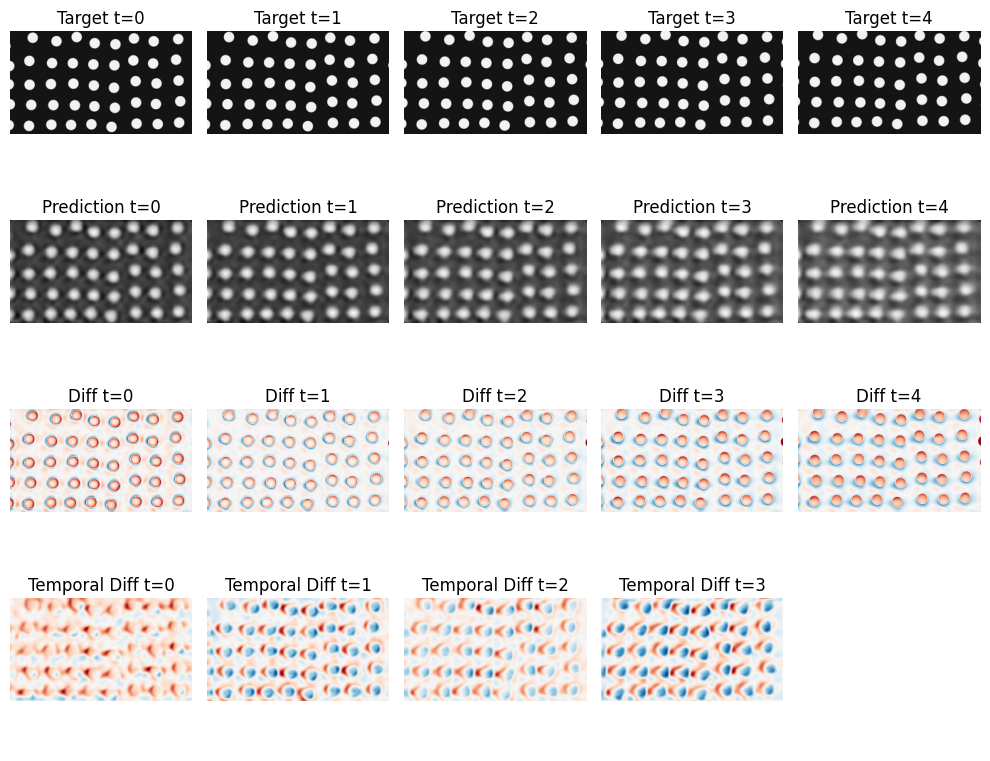 Target t=0 Target t=1 Target t=2 Target t=3 Target t=4
Prediction t=0 Prediction t=1 Prediction t=2 Prediction t=3 Prediction t=4
Diff t=0 Diff t=1 Diff t=2 Diff t=3 Diff t=4
Temporal Diff t=0 Temporal Diff t=1 Temporal Diff t=2 Temporal Diff t=3